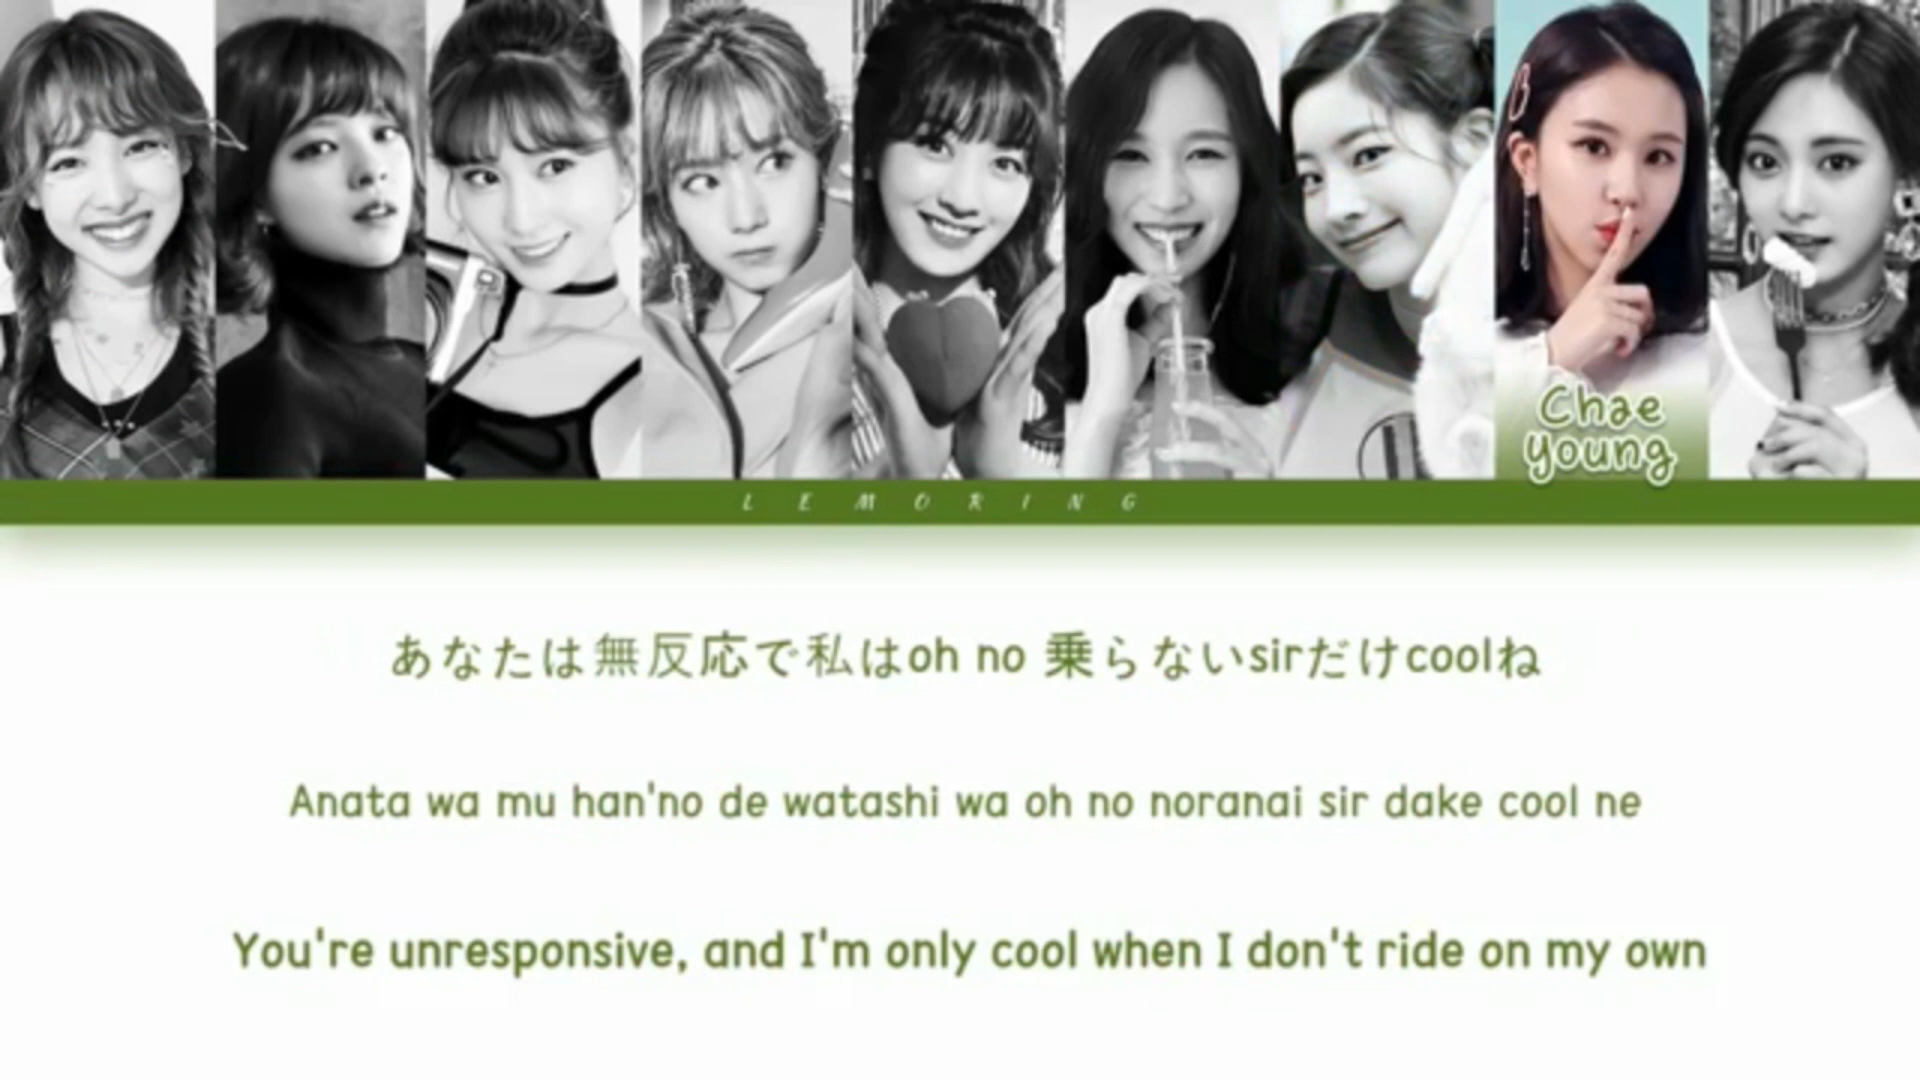 Chae
young
LEMORING
あなたは無反応で私はoh no 乗らないsirだけcoolね
Anata wa mu han'no de watashi wa oh no noranai sir dake cool ne
You're unresponsive, and I'm only cool when I don't ride on my own